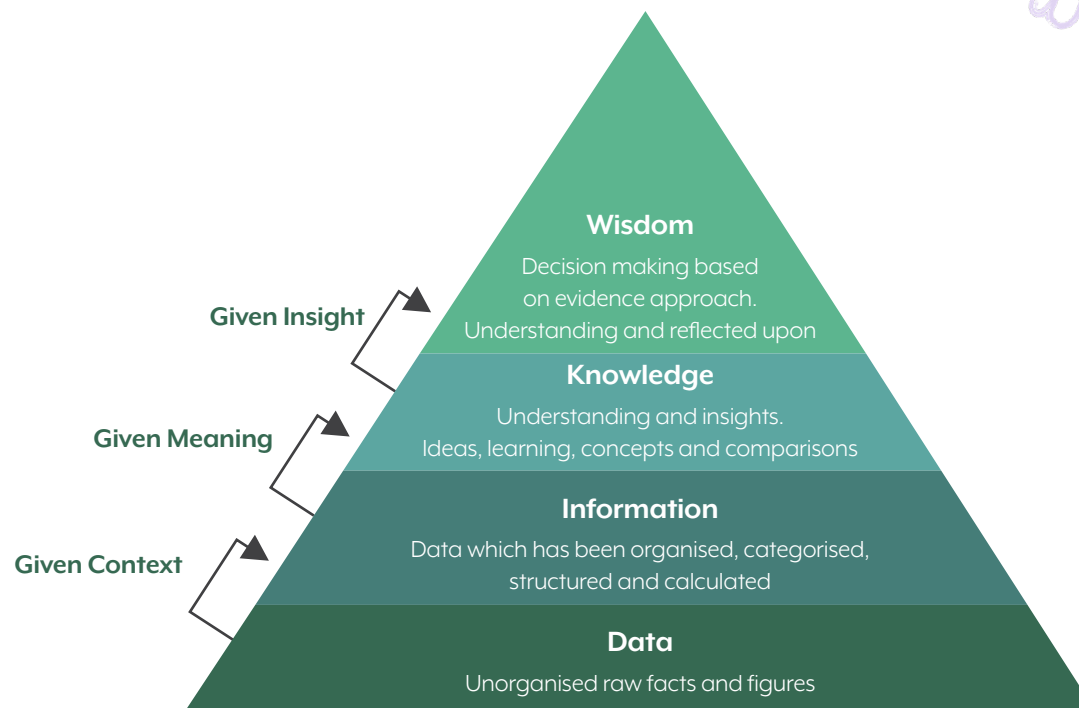 Wisdom
Decision making based
on evidence approach.
Understanding and reflected upon
Given Insight
Knowledge
Understanding and insights.
Ideas, learning, concepts and comparisons
Given Meaning
Information
Data which has been organised, categorised,
structured and calculated
Given Context
Data
Unorganised raw facts and figures